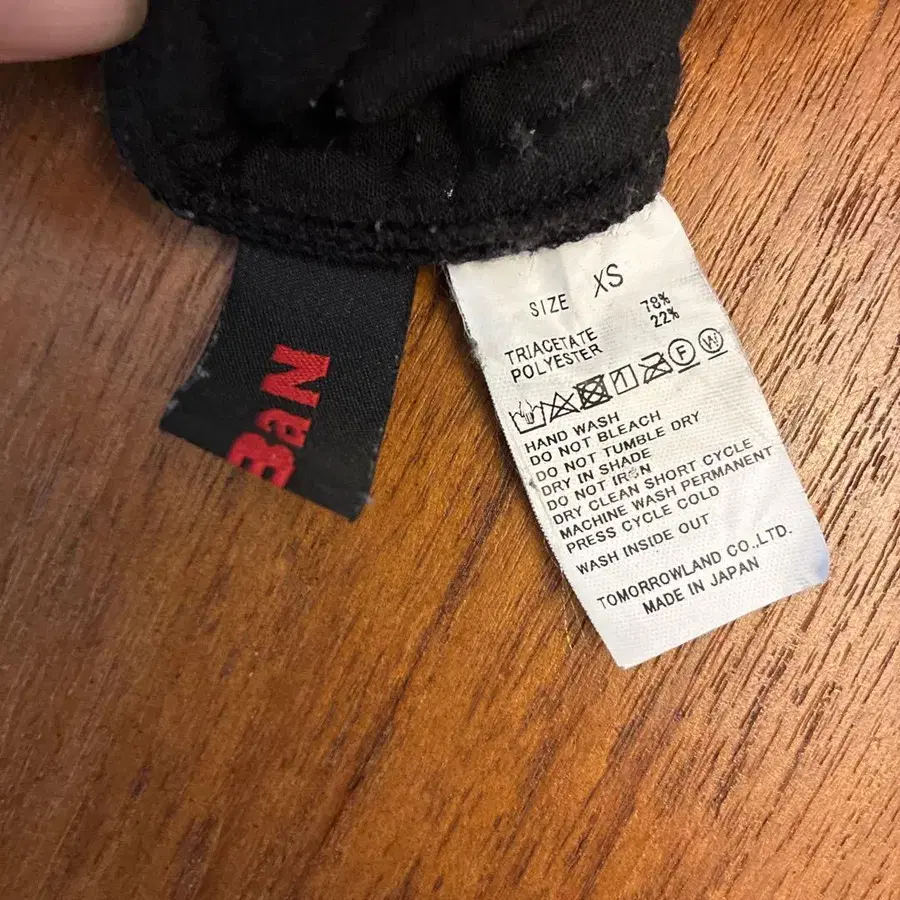 BaN
SIZE XS
TRIACETATE 78%
POLYESTER 22%
F W
HAND WASH
DO NOT BLEACH
DO NOT TUMBLE DRY
DRY IN SHADE
DO NOT IRON
DRY CLEAN SHORT CYCLE
MACHINE WASH PERMANENT
PRESS CYCLE COLD
WASH INSIDE OUT
TOMORROWLAND CO.,LTD.
MADE IN JAPAN